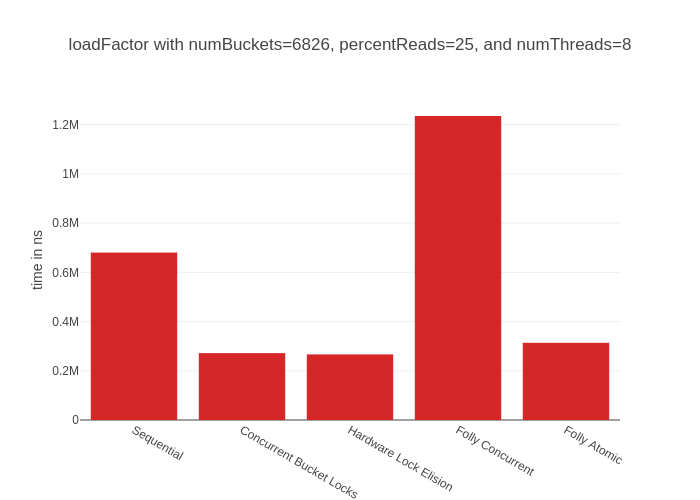 loadFactor with numBuckets=6826, percentReads=25, and numThreads=8
time in ns
1.2M
1M
0.8M
0.6M
0.4M
0.2M
0
Sequential
Concurrent Bucket Locks
Hardware Lock Elision
Folly Concurrent
Folly Atomic